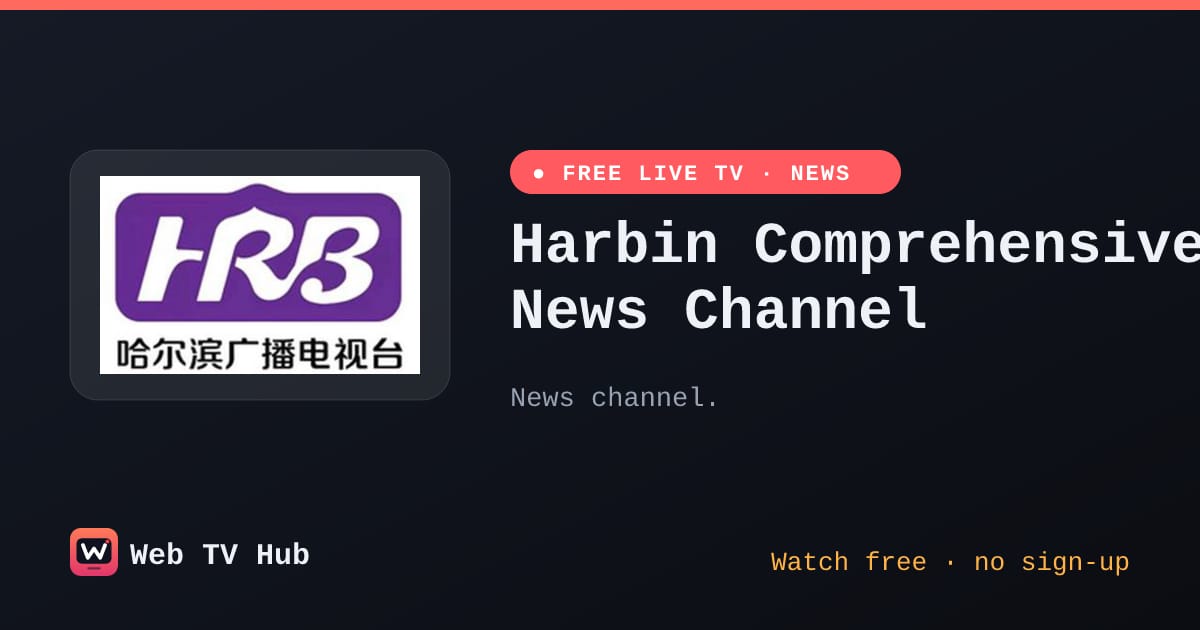 HRB
哈尔滨广播电视台
• FREE LIVE TV · NEWS
Harbin Comprehensive
News Channel
News channel.
W
Web TV Hub
Watch free · no sign-up